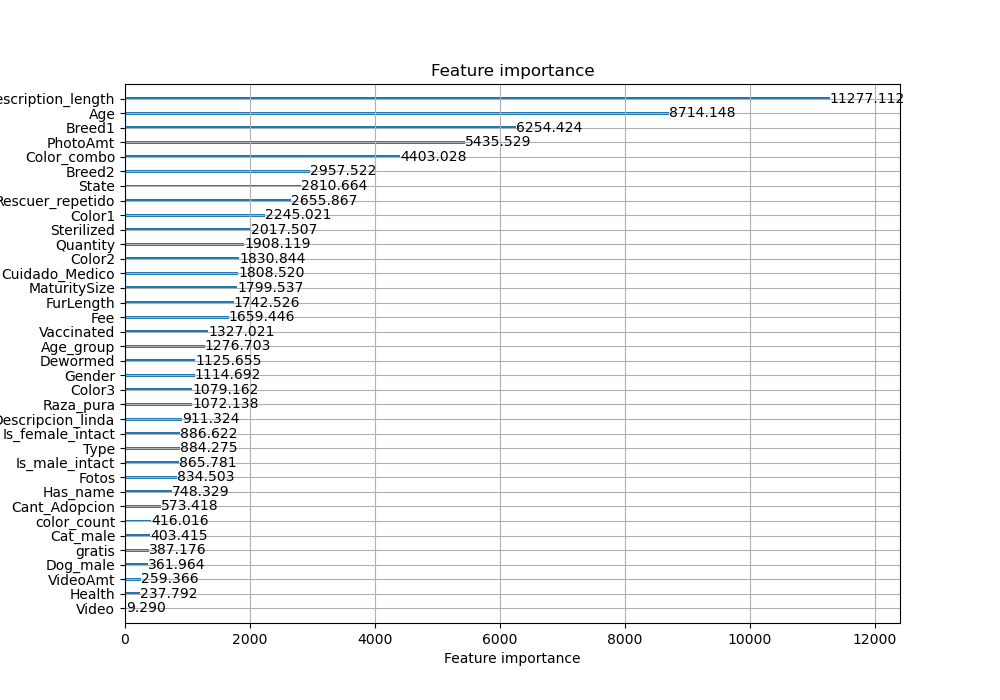 Feature importance
escription_length 11277.112
Age 8714.148
Breed1 6254.424
PhotoAmt 5435.529
Color_combo 4403.028
Breed2 2957.522
State 2810.664
Rescuer_repetido 2655.867
Color1 2245.021
Sterilized 2017.507
Quantity 1908.119
Color2 1830.844
Cuidado_Medico 1808.520
MaturitySize 1799.537
FurLength 1742.526
Fee 1659.446
Vaccinated 1327.021
Age_group 1276.703
Dewormed 1125.655
Gender 1114.692
Color3 1079.162
Raza_pura 1072.138
Descripcion_linda 911.324
Is_female_intact 886.622
Type 884.275
Is_male_intact 865.781
Fotos 834.503
Has_name 748.329
Cant_Adopcion 573.418
color_count 416.016
Cat_male 403.415
gratis 387.176
Dog_male 361.964
VideoAmt 259.366
Health 237.792
Video 9.290
0 2000 4000 6000 8000 10000 12000
Feature importance